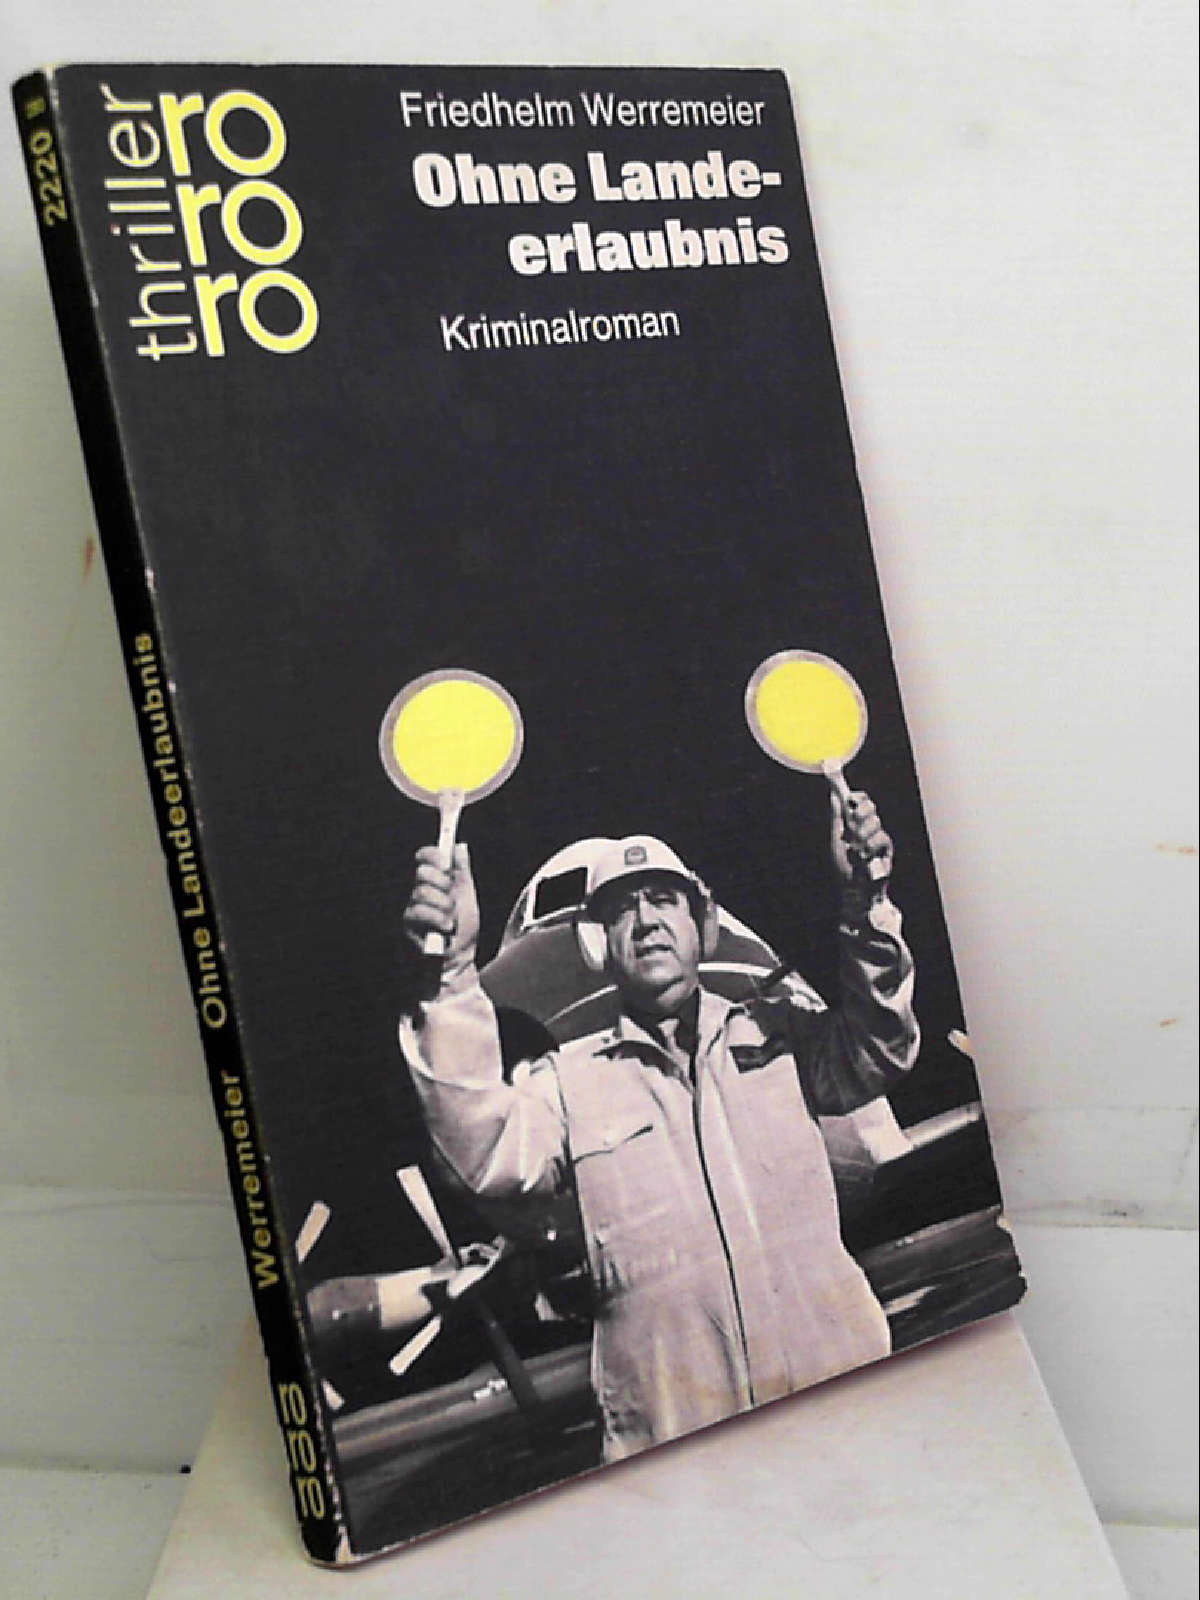 thriller
ro
ro
ro
Friedhelm Werremeier
Ohne Lande-
erlaubnis
Kriminalroman
Werremeier Ohne Landeerlaubnis
2220
ro
ro
ro